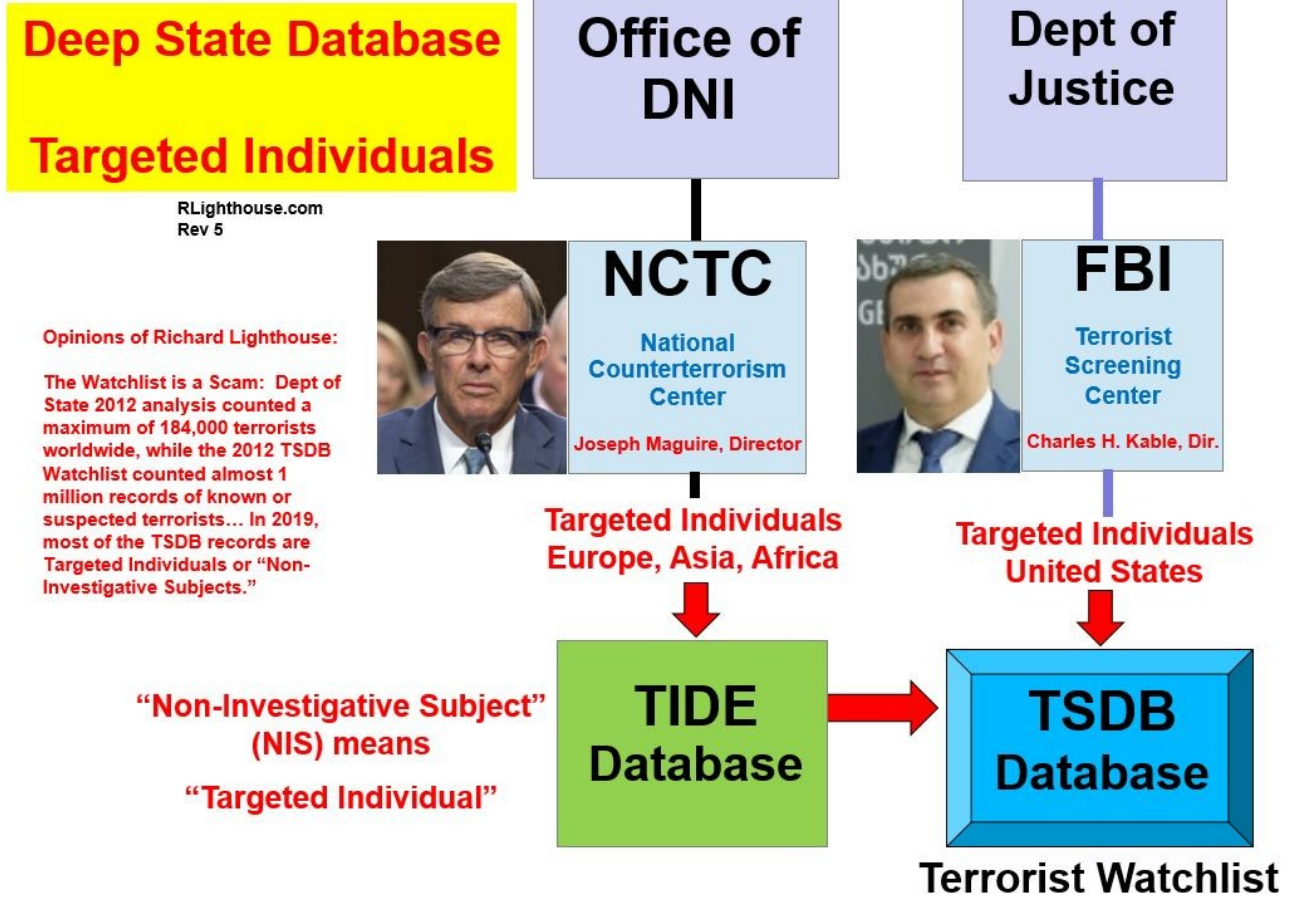 Deep State Database
Targeted Individuals
RLighthouse.com
Rev 5
Office of
DNI
Dept of
Justice
NCTC
National
Counterterrorism
Center
Joseph Maguire, Director
FBI
Terrorist
Screening
Center
Charles H. Kable, Dir.
Opinions of Richard Lighthouse:
The Watchlist is a Scam: Dept of
State 2012 analysis counted a
maximum of 184,000 terrorists
worldwide, while the 2012 TSDB
Watchlist counted almost 1
million records of known or
suspected terrorists… In 2019,
most of the TSDB records are
Targeted Individuals or “Non-
Investigative Subjects.”
Targeted Individuals
Europe, Asia, Africa
Targeted Individuals
United States
“Non-Investigative Subject”
(NIS) means
“Targeted Individual”
TIDE
Database
TSDB
Database
Terrorist Watchlist